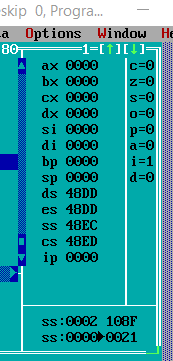 eskip 0, Progra...
a Options Window He
80 1=[↑][↓]
ax 0000 c=0
bx 0000 z=0
cx 0000 s=0
dx 0000 o=0
si 0000 p=0
di 0000 a=0
bp 0000 i=1
sp 0000 d=0
ds 48DD
es 48DD
ss 48EC
cs 48ED
ip 0000
ss:0002 108F
ss:0000►0021